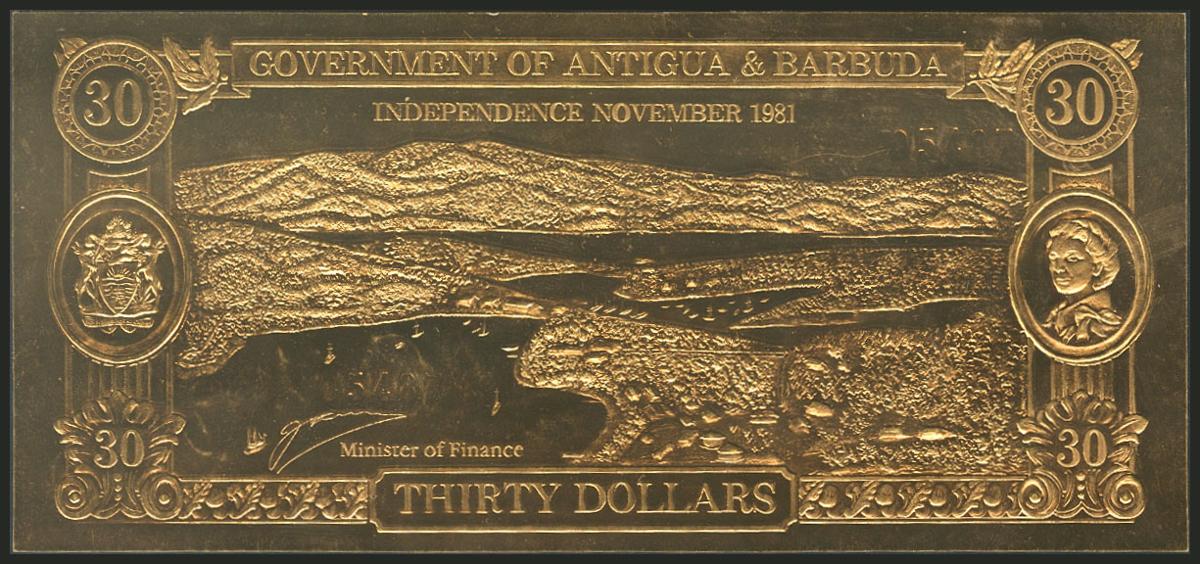 30
GOVERNMENT OF ANTIGUA & BARBUDA
30
INDEPENDENCE NOVEMBER 1981
Minister of Finance
30
THIRTY DOLLARS
30